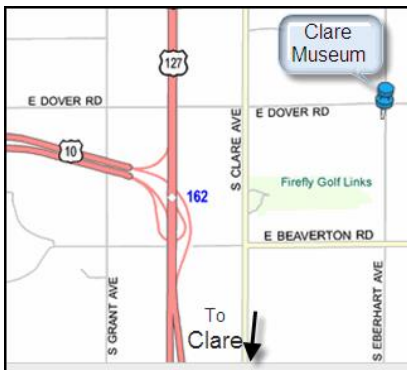 Clare
Museum
127
E DOVER RD
E DOVER RD
10
S CLARE AVE
Firefly Golf Links
162
E BEAVERTON RD
S GRANT AVE
To
Clare
S EBERHART AVE